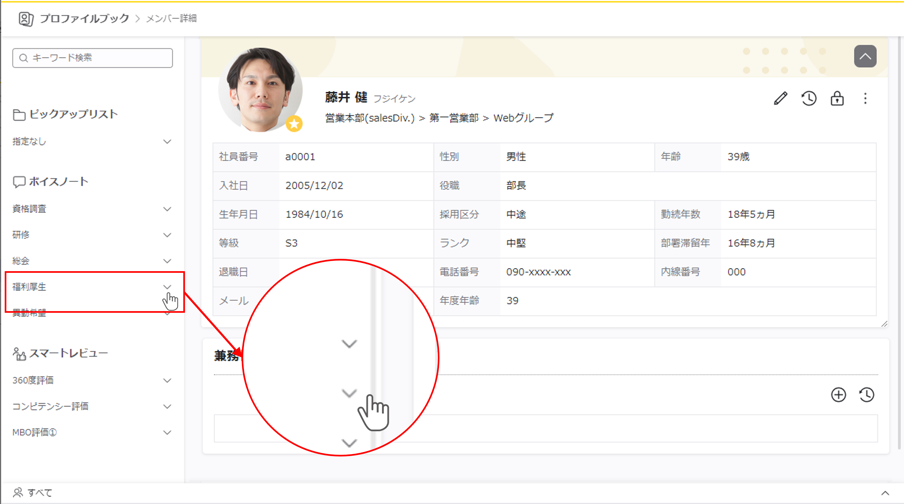 プロファイルブック > メンバー詳細
キーワード検索
ピックアップリスト
指定なし
ボイスノート
資格調査
研修
総会
福利厚生
異動希望
スマートレビュー
360度評価
コンピテンシー評価
MBO評価①
藤井 健 フジイケン
営業本部(salesDiv.) > 第一営業部 > Webグループ
社員番号 a0001 性別 男性 年齢 39歳
入社日 2005/12/02 役職 部長
生年月日 1984/10/16 採用区分 中途 勤続年数 18年5ヵ月
等級 S3 ランク 中堅 部署滞留年 16年8ヵ月
退職日 電話番号 090-xxxx-xxx 内線番号 000
メール 年度年齢 39
兼務
すべて